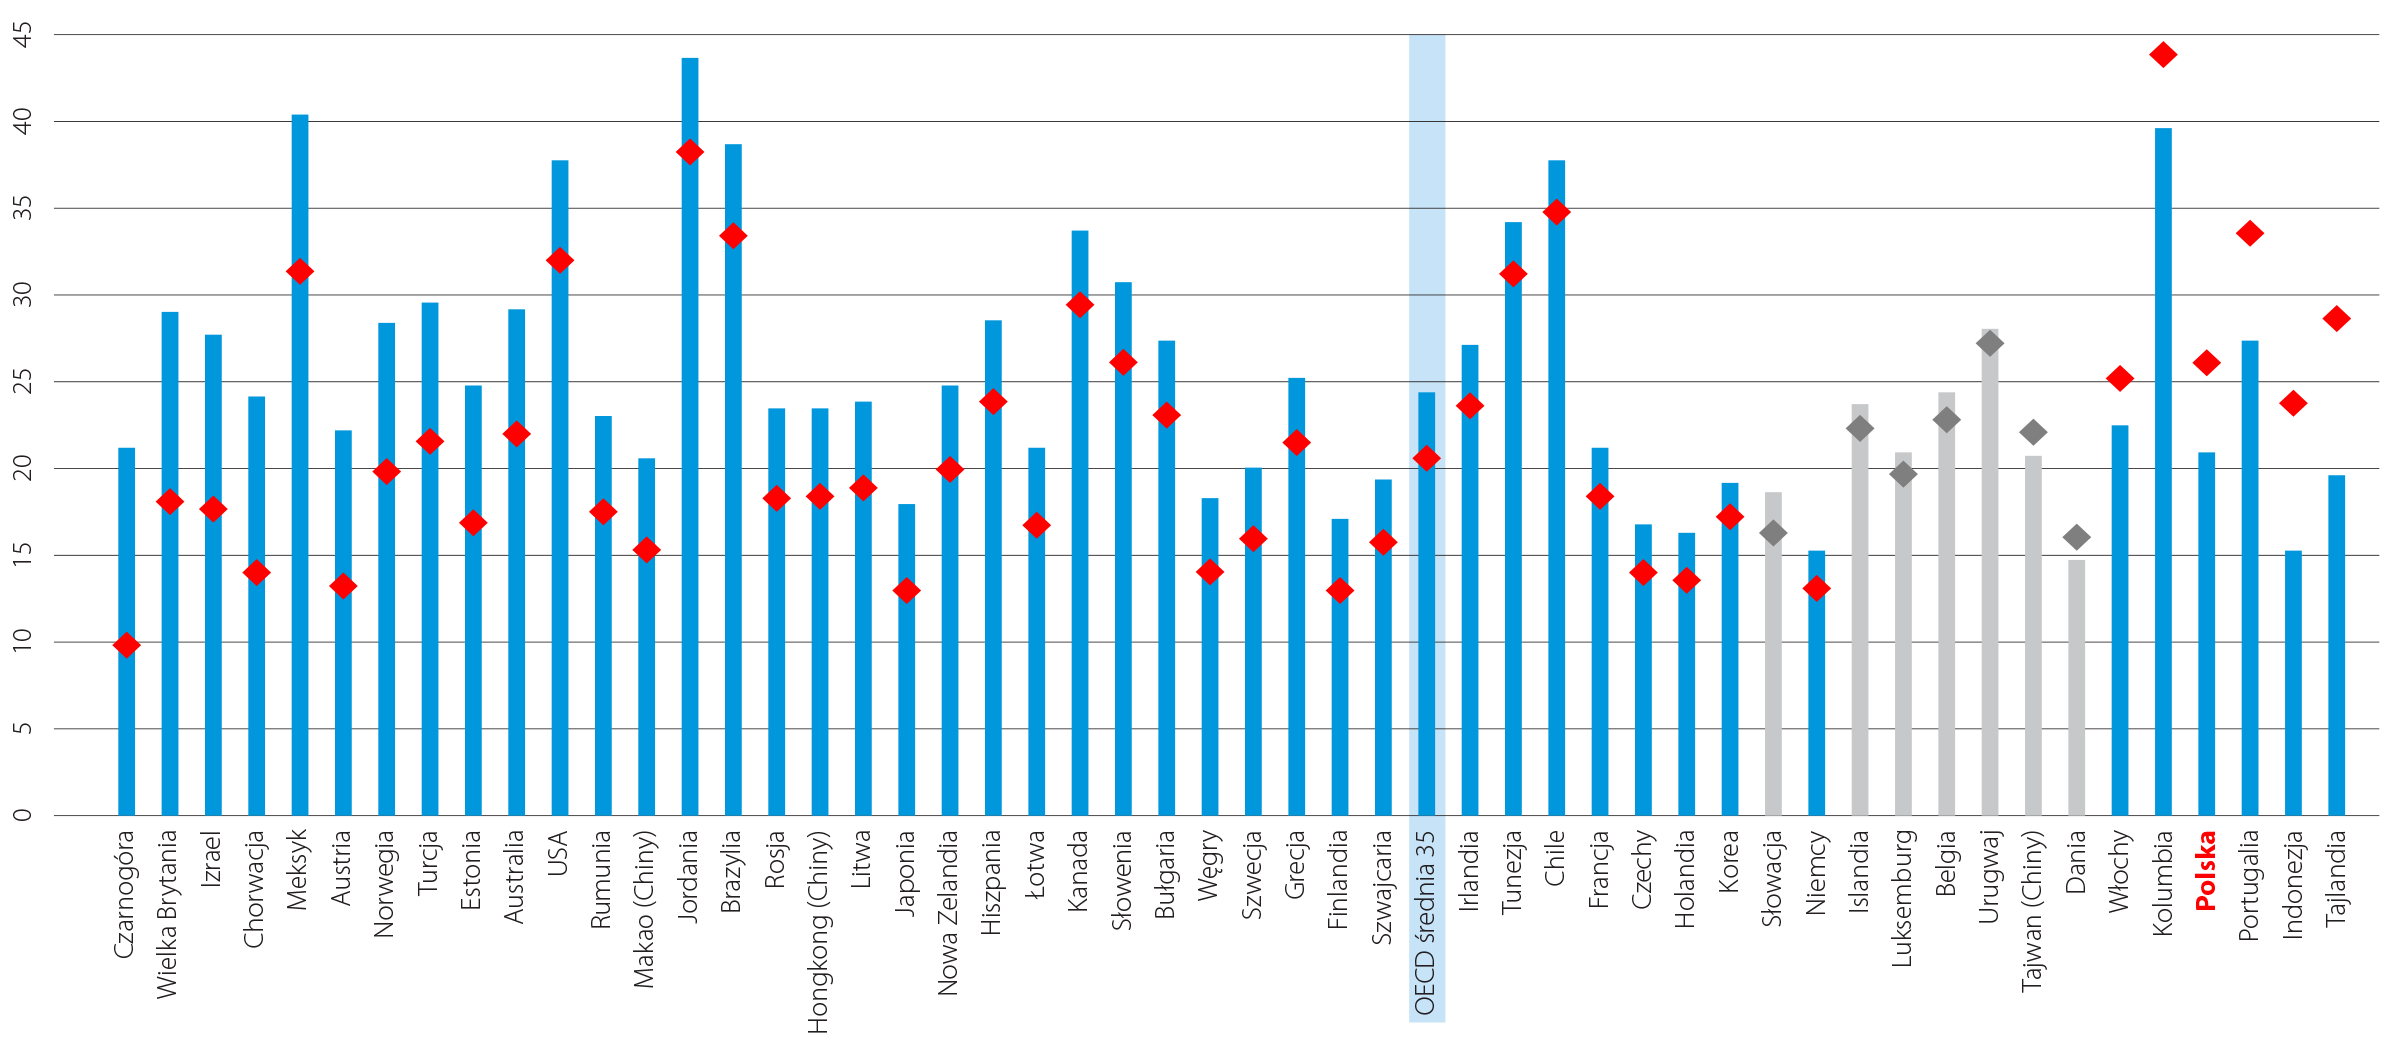 45
40
35
30
25
20
15
10
5
0
Czarnogóra
Wielka Brytania
Izrael
Chorwacja
Meksyk
Austria
Norwegia
Turcja
Estonia
Australia
USA
Rumunia
Makao (Chiny)
Jordania
Brazylia
Rosja
Hongkong (Chiny)
Litwa
Japonia
Nowa Zelandia
Hiszpania
Łotwa
Kanada
Słowenia
Bułgaria
Węgry
Szwecja
Grecja
Finlandia
Szwajcaria
OECD średnia 35
Irlandia
Tunezja
Chile
Francja
Czechy
Holandia
Korea
Słowacja
Niemcy
Islandia
Luksemburg
Belgia
Urugwaj
Tajwan (Chiny)
Dania
Włochy
Kolumbia
Polska
Portugalia
Indonezja
Tajlandia